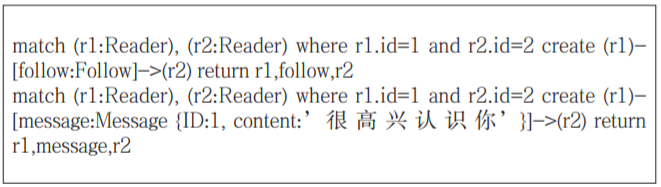 match (r1:Reader), (r2:Reader) where r1.id=1 and r2.id=2 create (r1)–
[follow:Follow]–>(r2) return r1,follow,r2
match (r1:Reader), (r2:Reader) where r1.id=1 and r2.id=2 create (r1)–
[message:Message {ID:1, content:’很高兴认识你’}]–>(r2) return
r1,message,r2